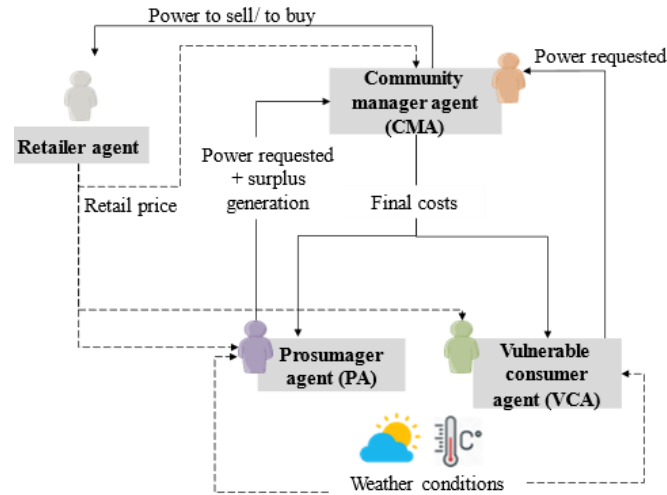 Power to sell/ to buy
Power requested
Community
manager agent
(CMA)
Retailer agent
Power requested
+ surplus
generation
Retail price
Final costs
Prosumager
agent (PA)
Vulnerable
consumer
agent (VCA)
C°
Weather conditions